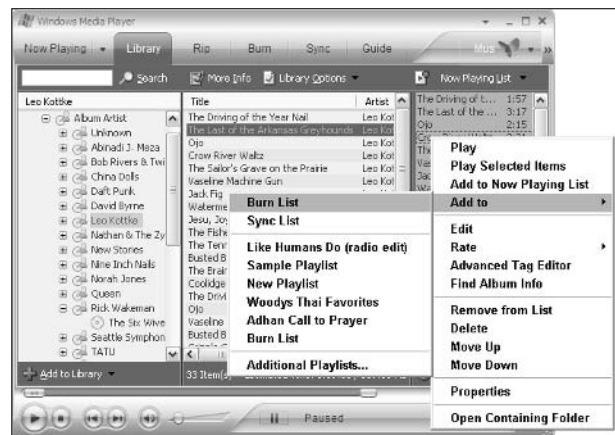 Windows Media Player
Now Playing
Library
Rip
Burn
Sync
Guide
Mus
Search
More Info
Library Options
Now Playing List
Leo Kottke
Album Artist
Unknown
Abinadi J. Meza
Bob Rivers & Twi
China Dolls
Daft Punk
David Byrne
Leo Kottke
Nathan & The Zy
New Stories
Nine Inch Nails
Norah Jones
Queen
Rick Wakeman
The Six Wive
Seattle Symphon
TATU
Add to Library
Title Artist
The Driving of the Year Nail Leo Kot
The Last of the Arkansas Greyhounds Leo Kot
Ojo Leo Kot
Crow River Waltz Leo Kot
The Sailor's Grave on the Prairie Leo Kot
Vaseline Machine Gun Leo Kot
Jack Fig
Waterme
Jesu, Joy
The Fishe
The Tenn
Busted B
The Brain
Coolidge
The Drivi
Ojo
Vaseline
Busted B
33 Item(s)
The Driving of t... 1:57
The Last of the ... 3:17
Ojo 2:15
Burn List
Sync List
Like Humans Do (radio edit)
Sample Playlist
New Playlist
Woodys Thai Favorites
Adhan Call to Prayer
Burn List
Additional Playlists...
Play
Play Selected Items
Add to Now Playing List
Add to
Edit
Rate
Advanced Tag Editor
Find Album Info
Remove from List
Delete
Move Up
Move Down
Properties
Open Containing Folder
Paused